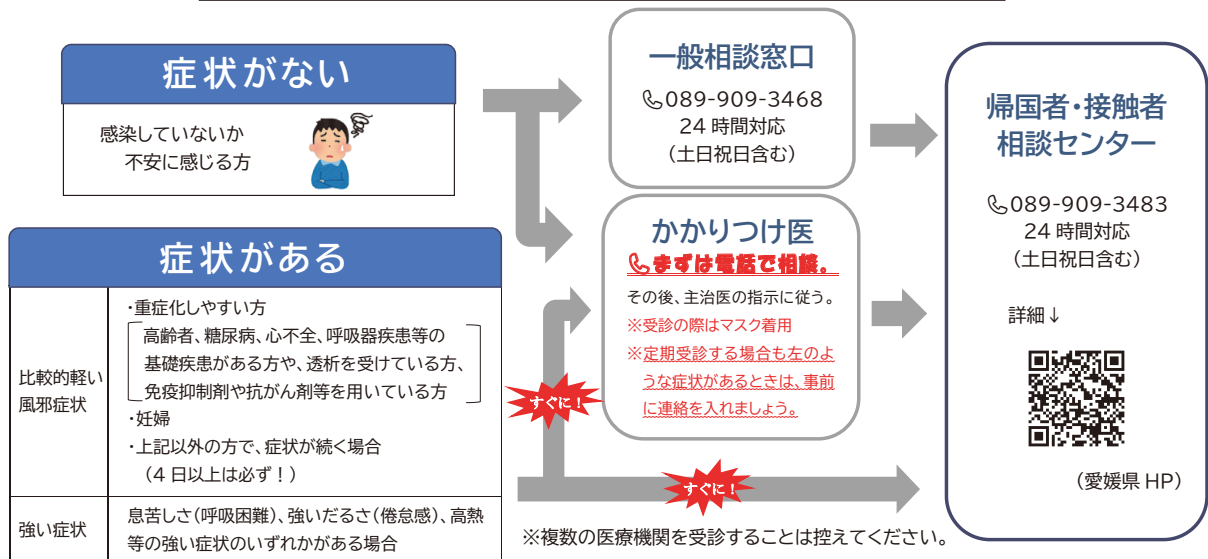 症状がない
感染していないか
不安に感じる方
症状がある
比較的軽い
風邪症状
・重症化しやすい方
高齢者、糖尿病、心不全、呼吸器疾患等の
基礎疾患がある方や、透析を受けている方、
免疫抑制剤や抗がん剤等を用いている方
・妊婦
・上記以外の方で、症状が続く場合
（4 日以上は必ず！）
強い症状
息苦しさ（呼吸困難）、強いだるさ（倦怠感）、高熱
等の強い症状のいずれかがある場合
一般相談窓口
089-909-3468
24 時間対応
（土日祝日含む）
すぐに！
かかりつけ医
まずは電話で相談。
その後、主治医の指示に従う。
※受診の際はマスク着用
※定期受診する場合も左のよ
うな症状があるときは、事前
に連絡を入れましょう。
すぐに！
※複数の医療機関を受診することは控えてください。
帰国者・接触者
相談センター
089-909-3483
24 時間対応
（土日祝日含む）
詳細↓
（愛媛県 HP）